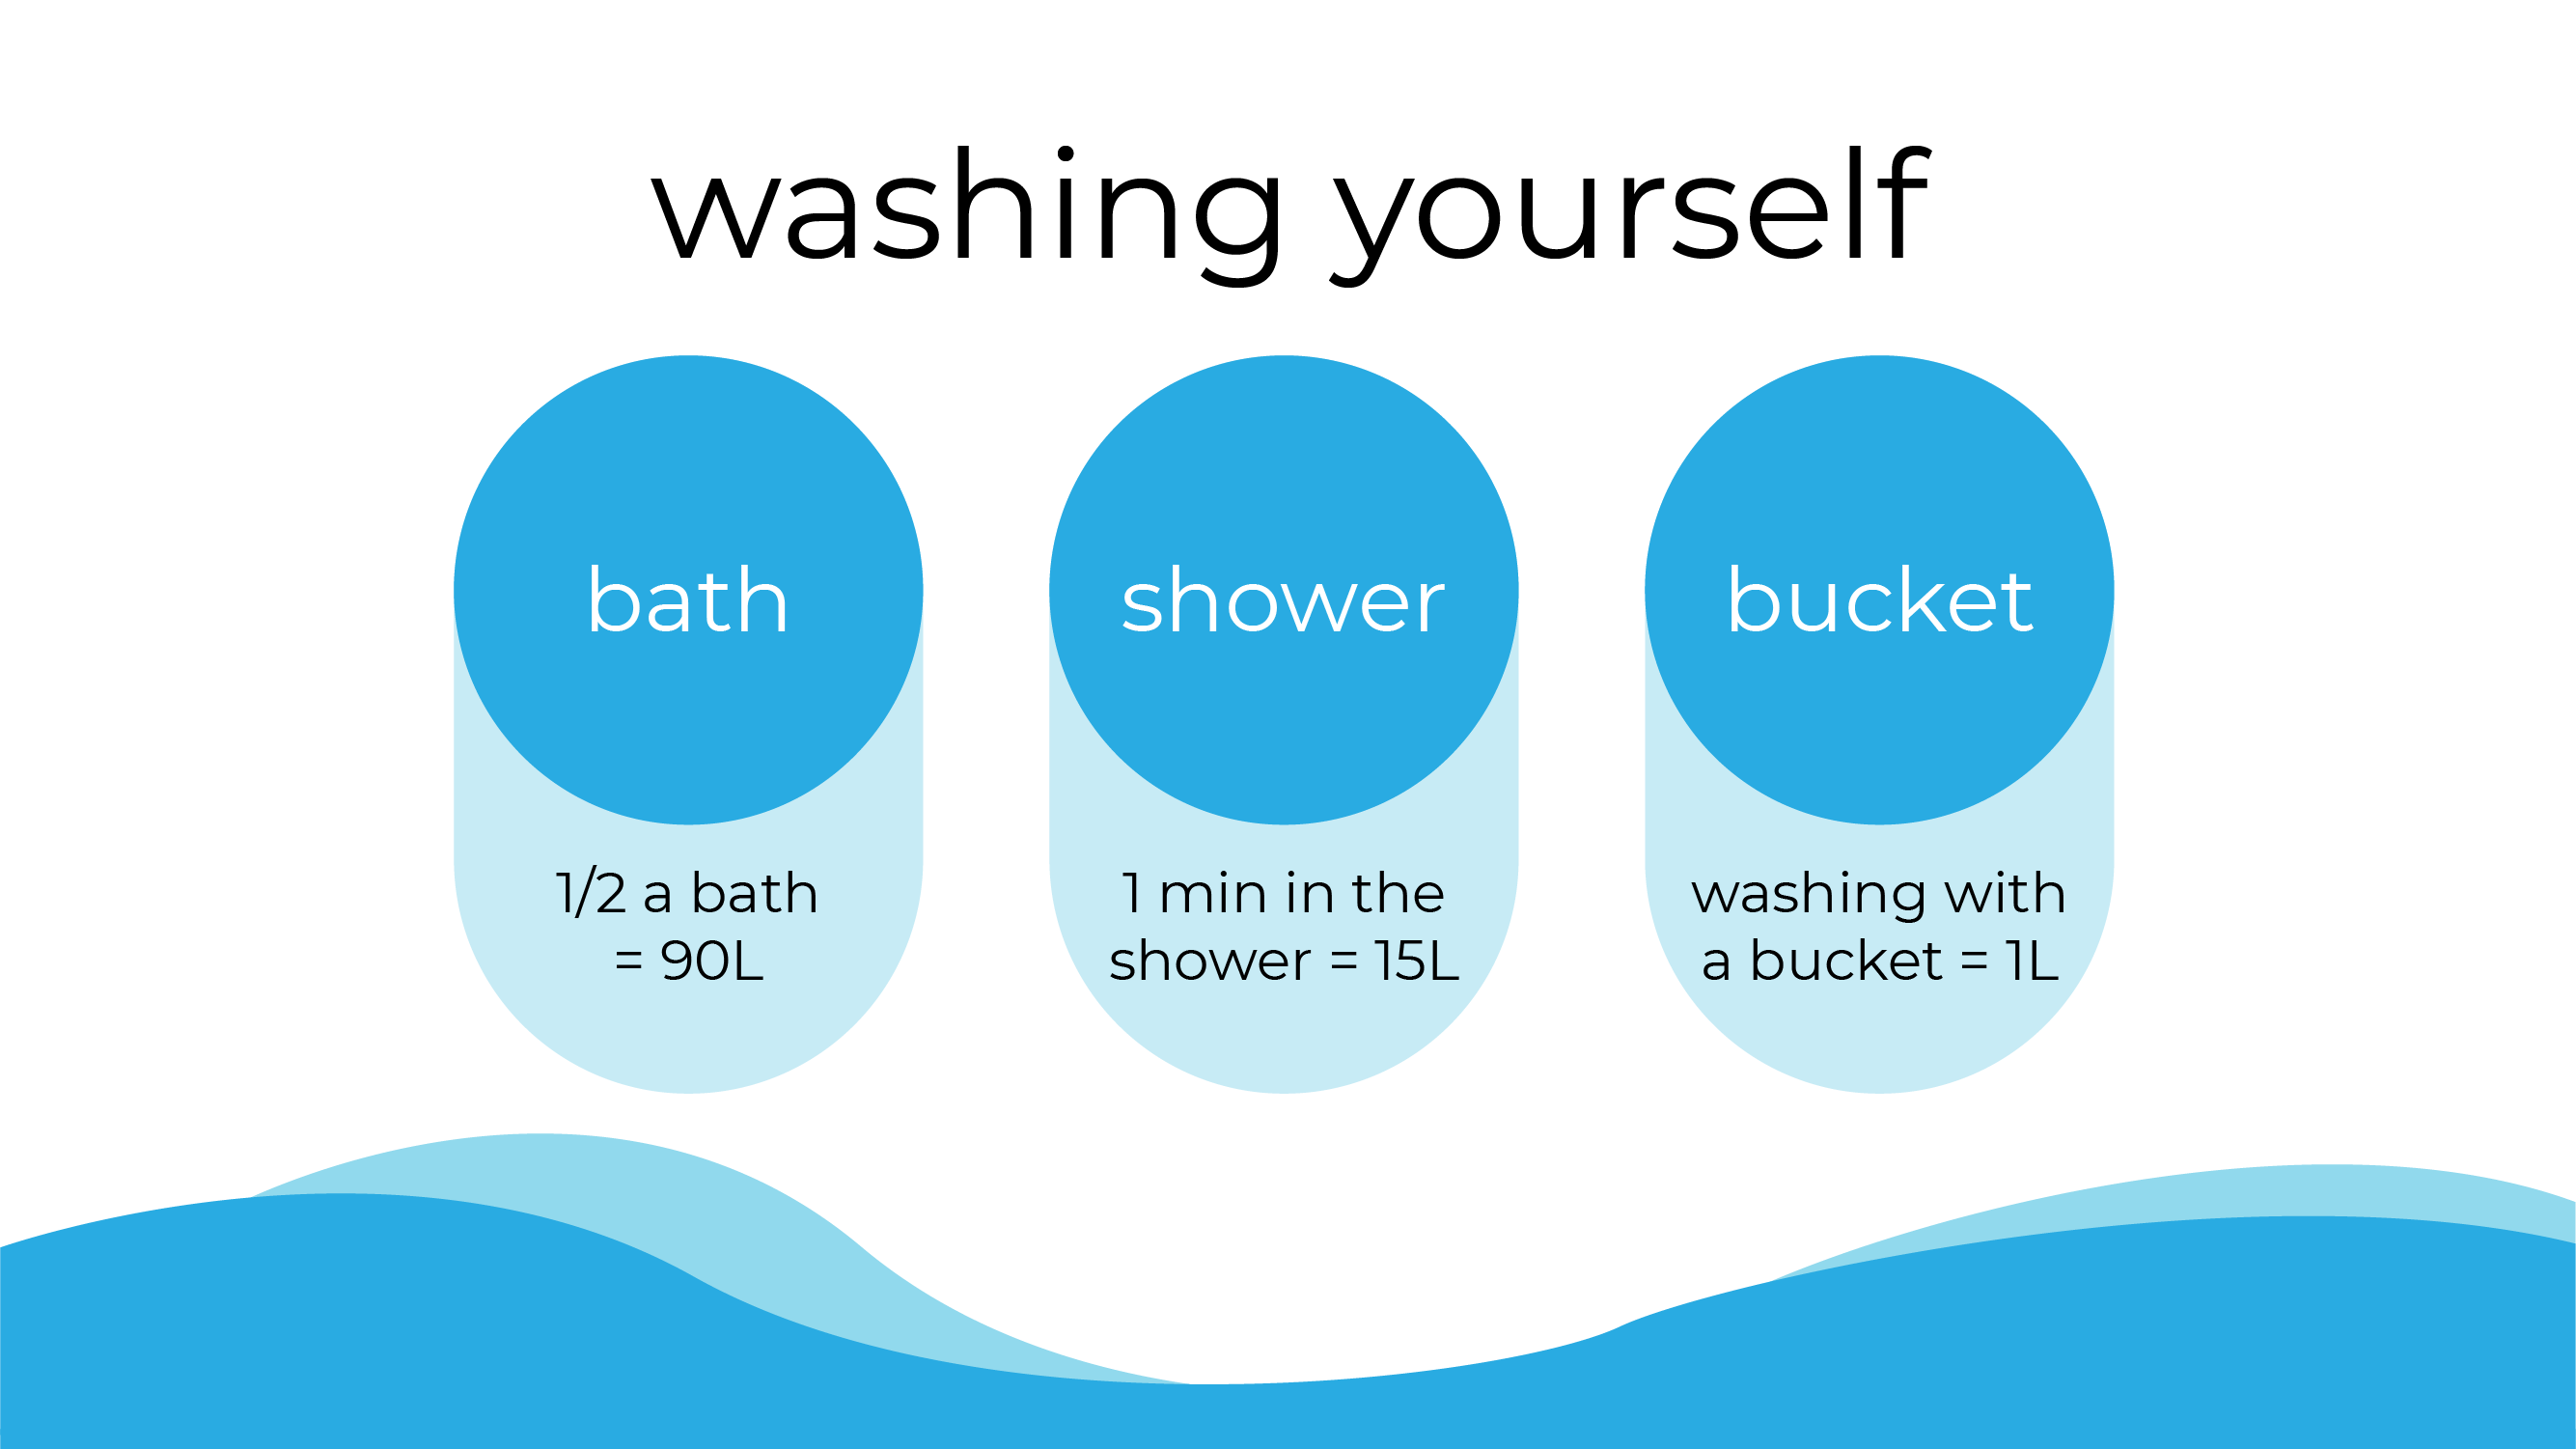 washing yourself
bath
1/2 a bath
= 90L
shower
1 min in the
shower = 15L
bucket
washing with
a bucket = 1L